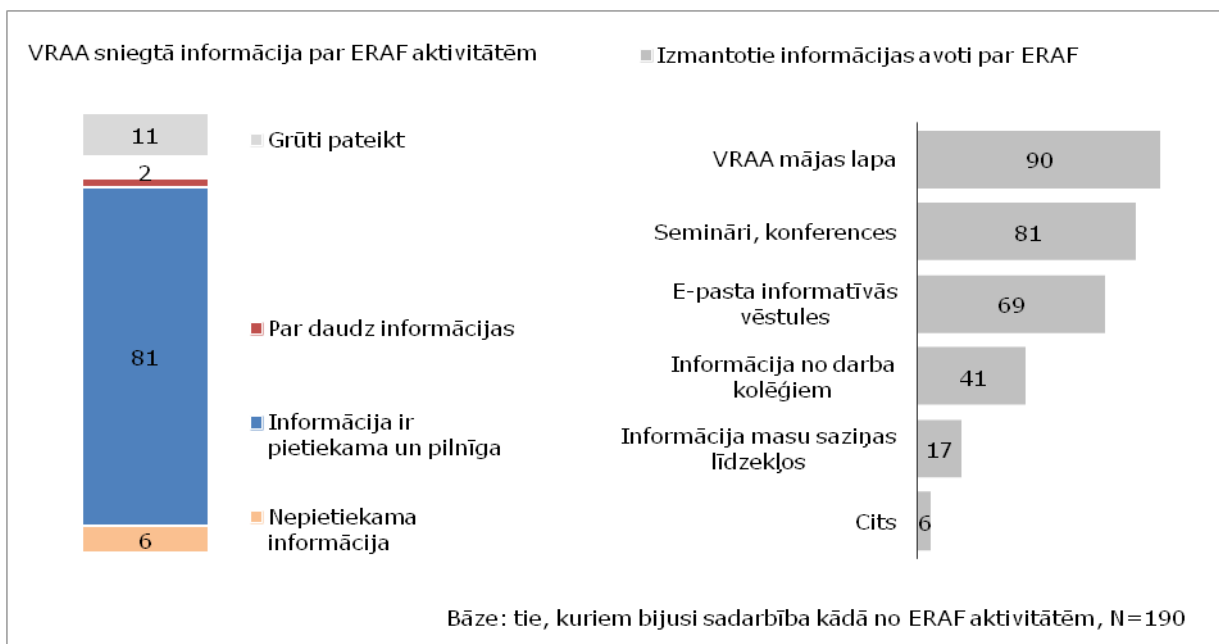 VRAA sniegtā informācija par ERAF aktivitātēm
11
2
81
6
Grūti pateikt
Par daudz informācijas
Informācija ir
pietiekama un pilnīga
Nepietiekama
informācija
Izmantotie informācijas avoti par ERAF
VRAA mājas lapa
90
Semināri, konferences
81
E-pasta informatīvās
vēstules
69
Informācija no darba
kolēģiem
41
Informācija masu saziņas
līdzekļos
17
Cits
6
Bāze: tie, kuriem bijusi sadarbība kādā no ERAF aktivitātēm, N=190